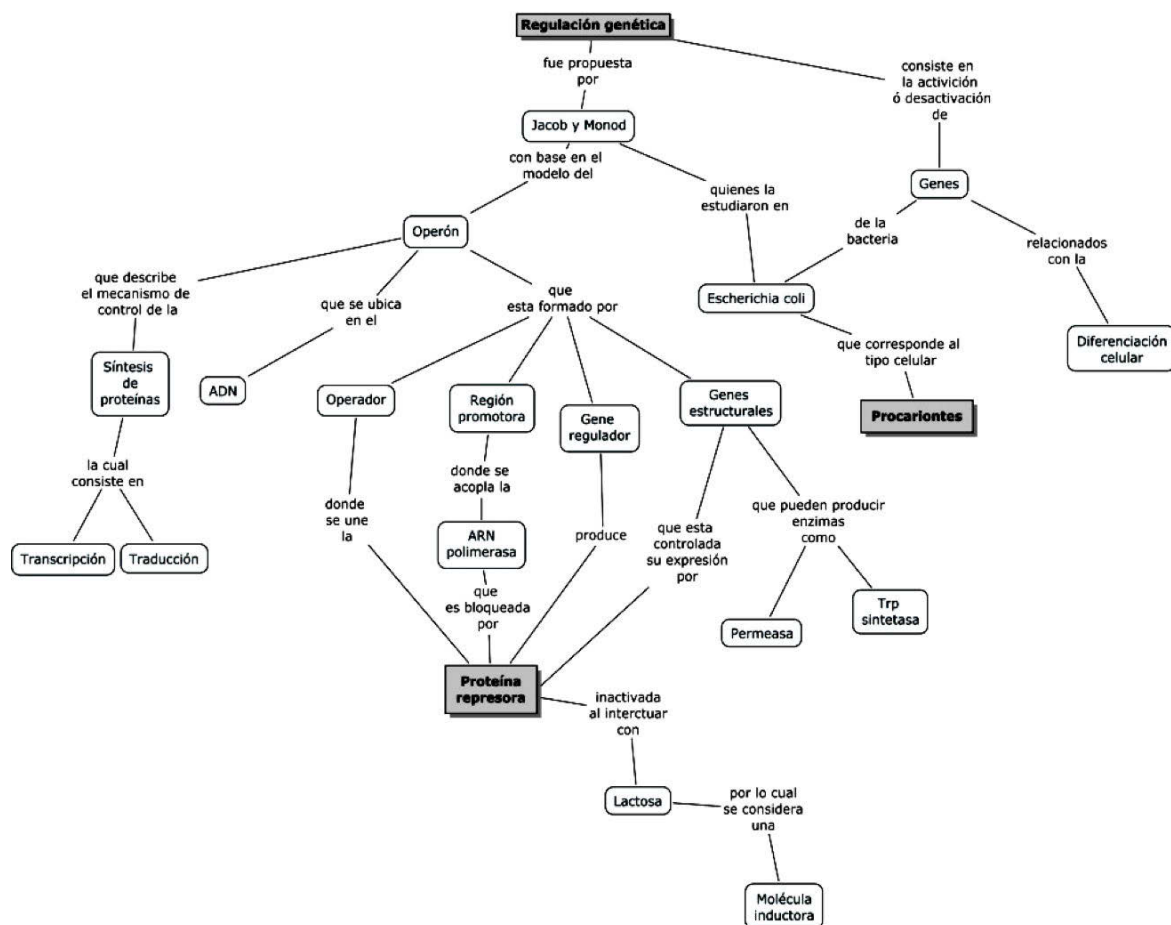 Regulación genética
fue propuesta
por
consiste en
la activición
ó desactivación
de
Jacob y Monod
con base en el
modelo del
quienes la
estudiaron en
Genes
de la
bacteria
relacionados
con la
Operón
que describe
el mecanismo de
control de la
que se ubica
en el
que
esta formado por
Escherichia coli
que corresponde al
tipo celular
Diferenciación
celular
Síntesis
de
proteínas
ADN
Operador
Región
promotora
Gene
regulador
Genes
estructurales
Procariontes
la cual
consiste en
donde
se une
la
donde se
acopla la
produce
que esta
controlada
su expresión
por
que pueden producir
enzimas
como
Transcripción
Traducción
ARN
polimerasa
que
es bloqueada
por
Permeasa
Trp
sintetasa
Proteína
represora
inactivada
al interctuar
con
Lactosa
por lo cual
se considera
una
Molécula
inductora